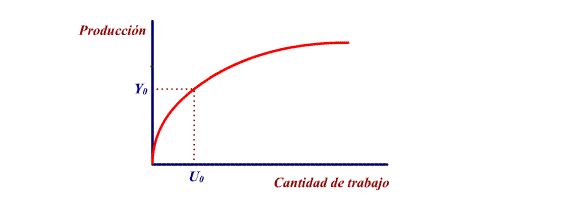 Producción
Y0
U0
Cantidad de trabajo